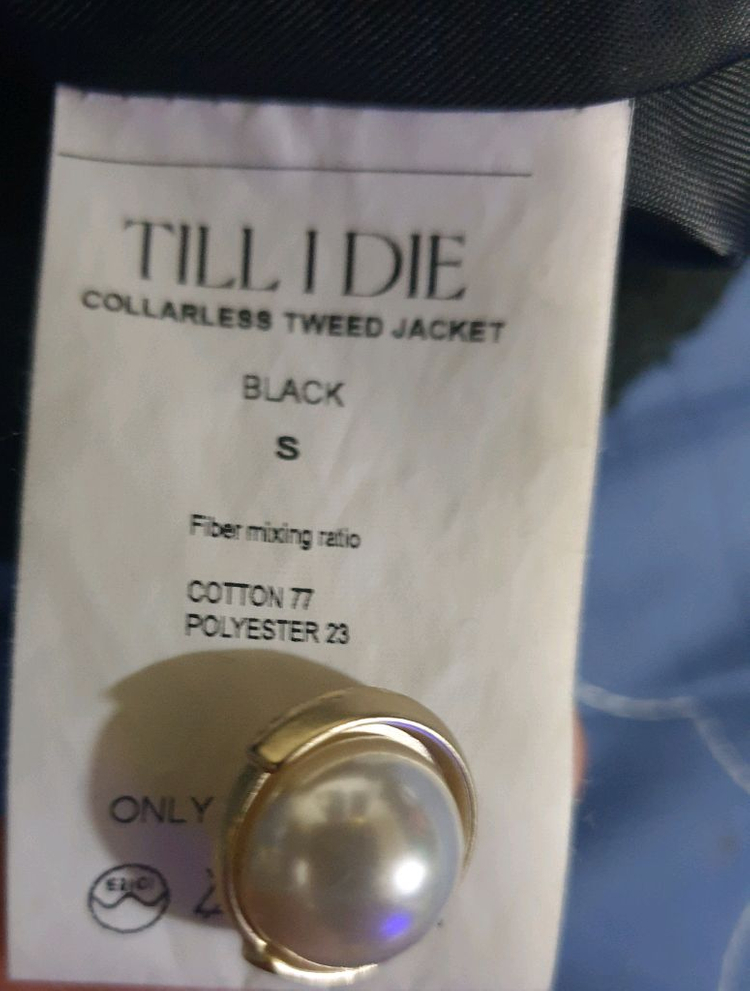 TILL I DIE
COLLARLESS TWEED JACKET
BLACK
S
Fiber mixing ratio
COTTON 77
POLYESTER 23
ONLY